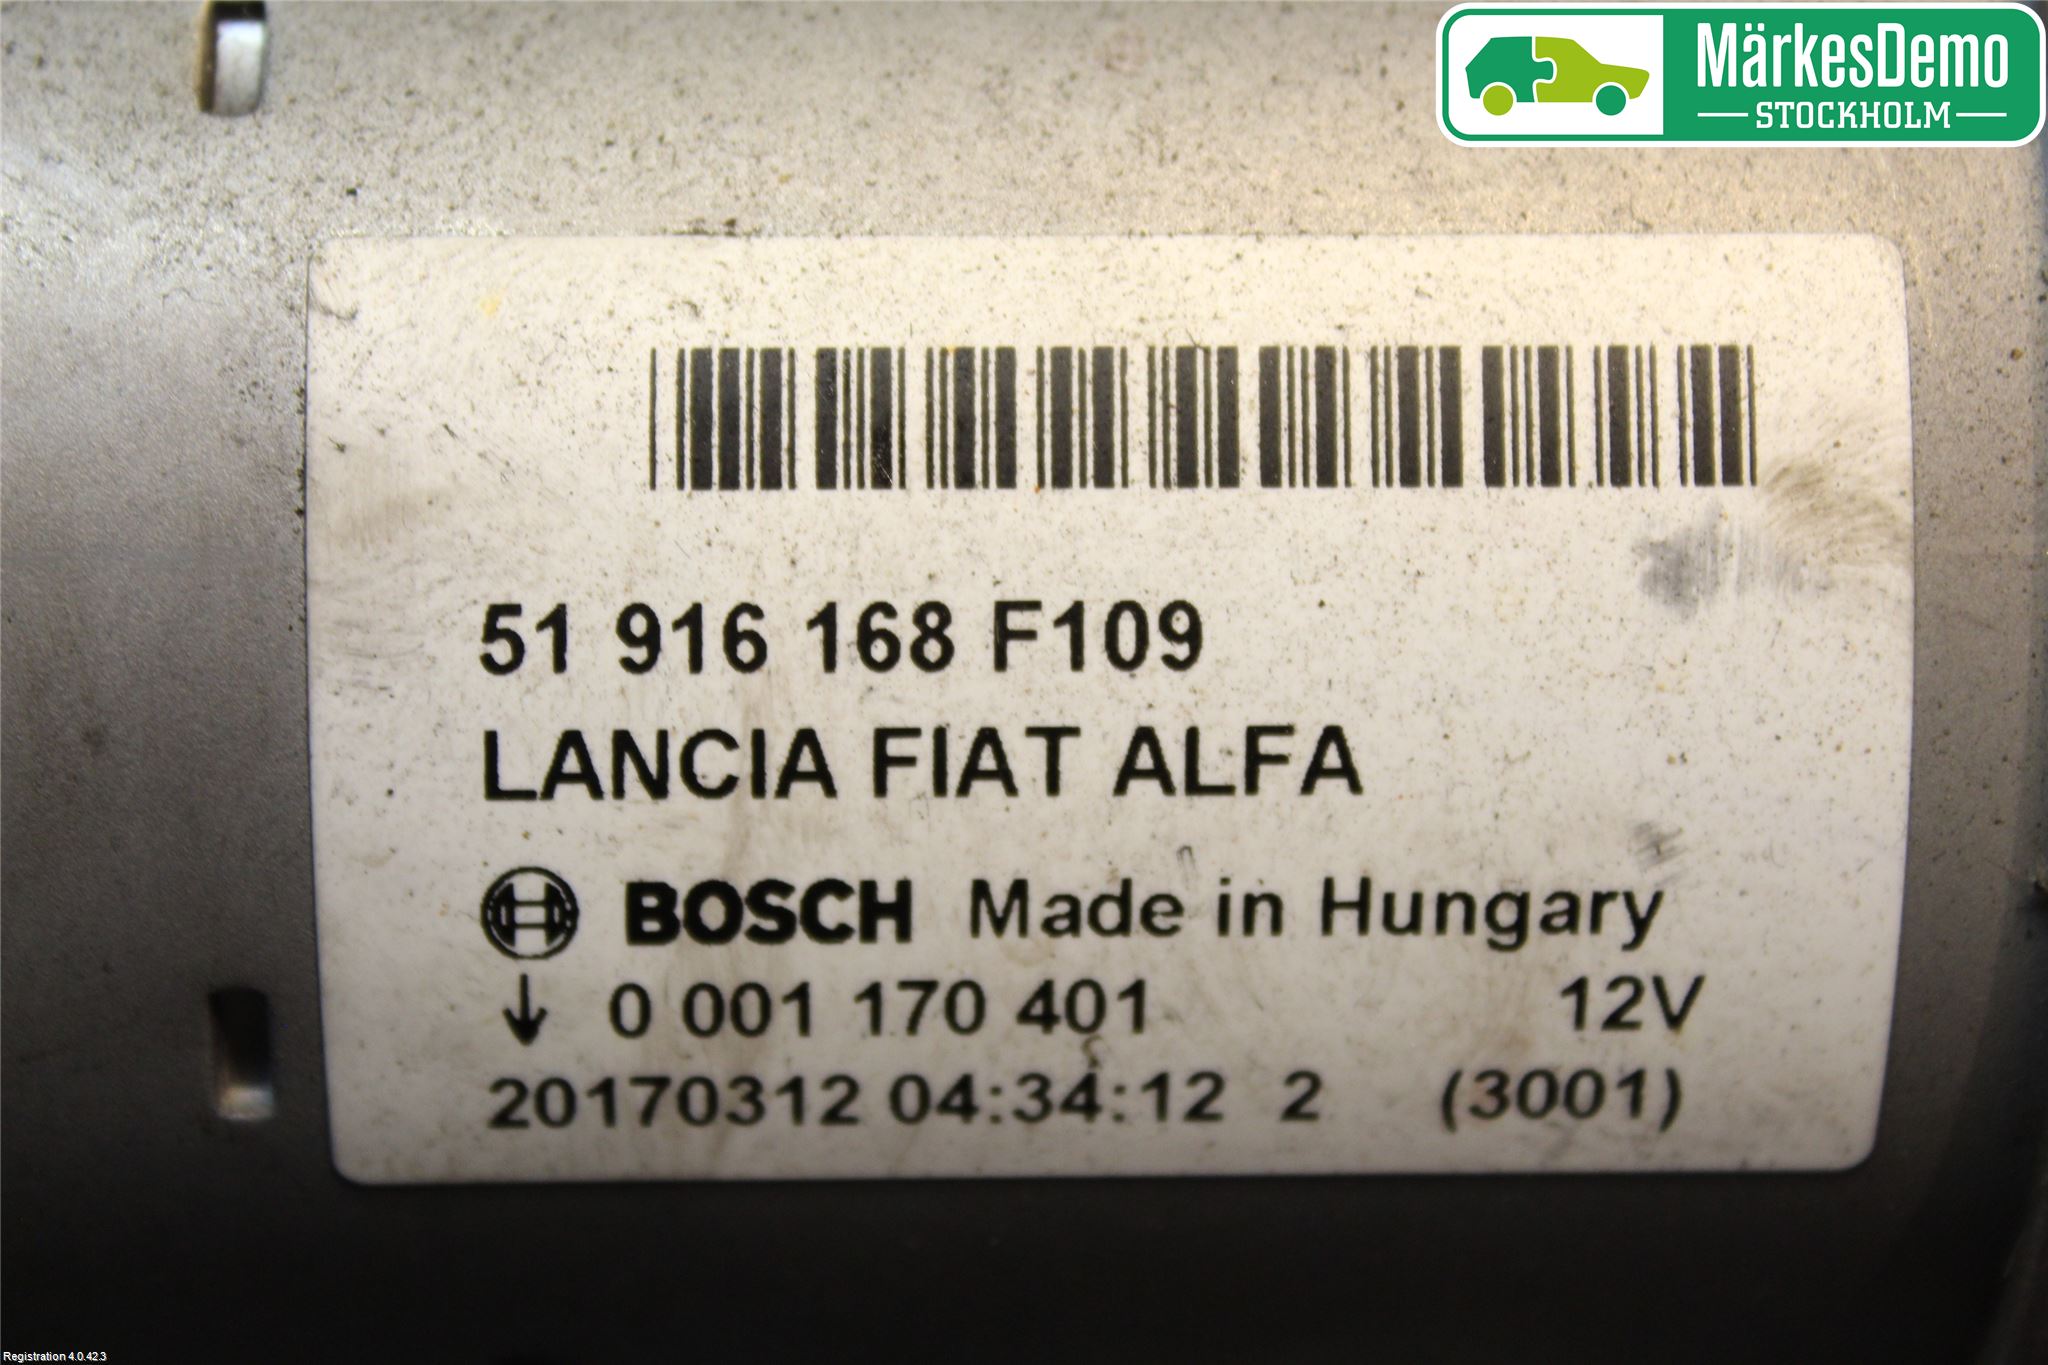 MärkesDemo
STOCKHOLM
51 916 168 F109
LANCIA FIAT ALFA
BOSCH Made in Hungary
↓ 0 001 170 401 12V
20170312 04:34:12 2 (3001)
Registration 4.0.42.3